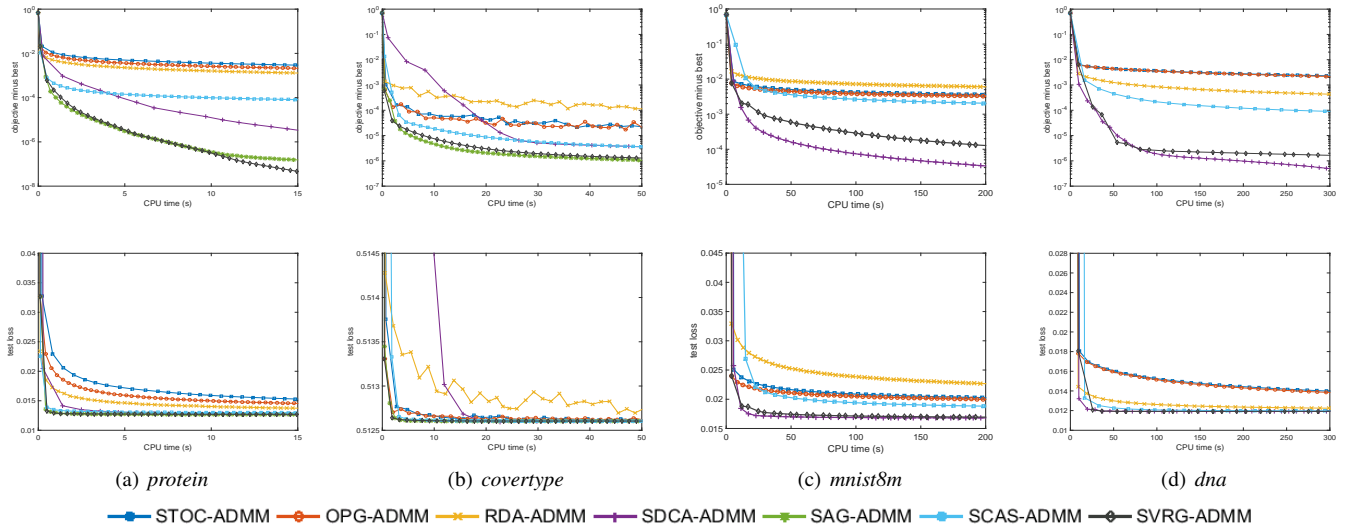 10^0
10^-2
10^-4
10^-6
10^-8
objective minus best
0 5 10 15
CPU time (s)
10^0
10^-1
10^-2
10^-3
10^-4
10^-5
10^-6
10^-7
objective minus best
0 10 20 30 40 50
CPU time (s)
10^0
10^-1
10^-2
10^-3
10^-4
10^-5
objective minus best
0 50 100 150 200
CPU time (s)
10^0
10^-1
10^-2
10^-3
10^-4
10^-5
10^-6
10^-7
objective minus best
0 50 100 150 200 250 300
CPU time (s)
0.04
0.035
0.03
0.025
0.02
0.015
0.01
test loss
0 5 10 15
CPU time (s)
0.5145
0.514
0.5135
0.513
0.5125
test loss
0 10 20 30 40 50
CPU time (s)
0.045
0.04
0.035
0.03
0.025
0.02
0.015
test loss
0 50 100 150 200
CPU time (s)
0.028
0.026
0.024
0.022
0.02
0.018
0.016
0.014
0.012
0.01
test loss
0 50 100 150 200 250 300
CPU time (s)
(a) protein
(b) covertype
(c) mnist8m
(d) dna
STOC-ADMM OPG-ADMM RDA-ADMM SDCA-ADMM SAG-ADMM SCAS-ADMM SVRG-ADMM